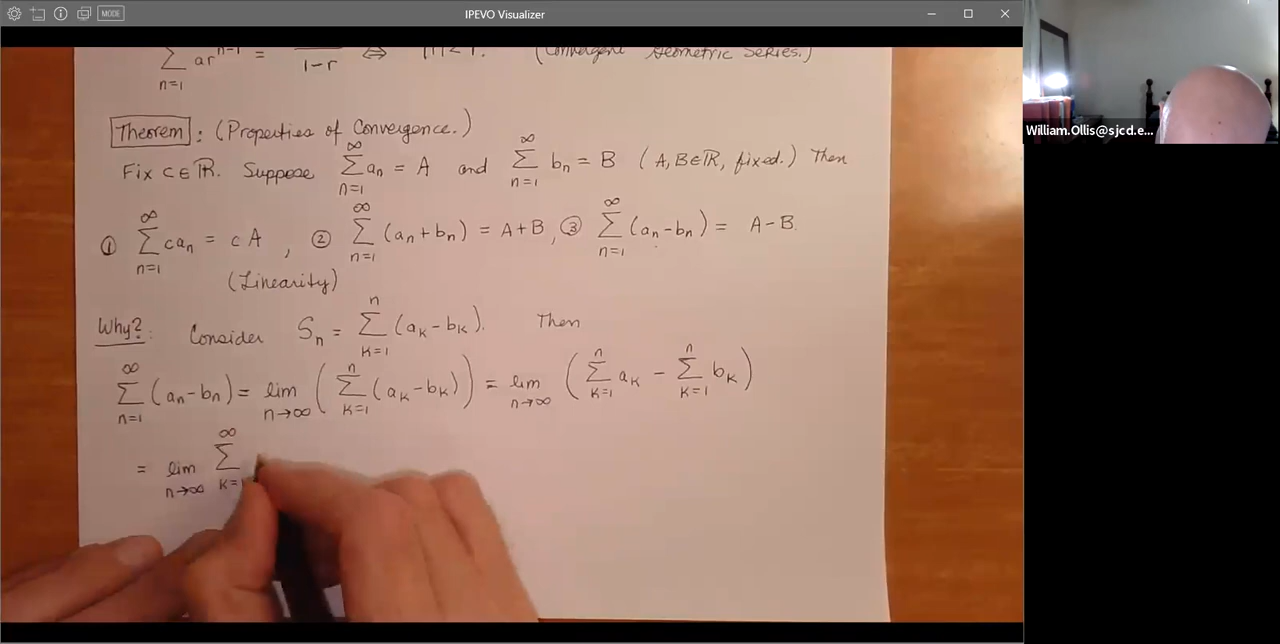 MODE
IPEVO Visualizer
∑_{n=1} ar^{n-1} = ‾‾‾/(1-r) ⇔ |r| < 1. (Convergent Geometric Series.)
Theorem : (Properties of Convergence.)
Fix C∈ℝ. Suppose ∑_{n=1}^{∞} a_n = A and ∑_{n=1}^{∞} b_n = B (A, B∈ℝ, fixed.) Then
① ∑_{n=1}^{∞} ca_n = cA , ② ∑_{n=1}^{∞} (a_n + b_n) = A+B, ③ ∑_{n=1}^{∞} (a_n - b_n) = A - B.
(Linearity)
Why?: Consider S_n = ∑_{k=1}^{n} (a_k - b_k). Then
∑_{n=1}^{∞} (a_n - b_n) = lim_{n→∞} ( ∑_{k=1}^{n} (a_k - b_k) ) = lim_{n→∞} ( ∑_{k=1}^{n} a_k - ∑_{k=1}^{n} b_k )
= lim_{n→∞} ∑_{k=1}^{∞}
William.Ollis@sjcd.e...